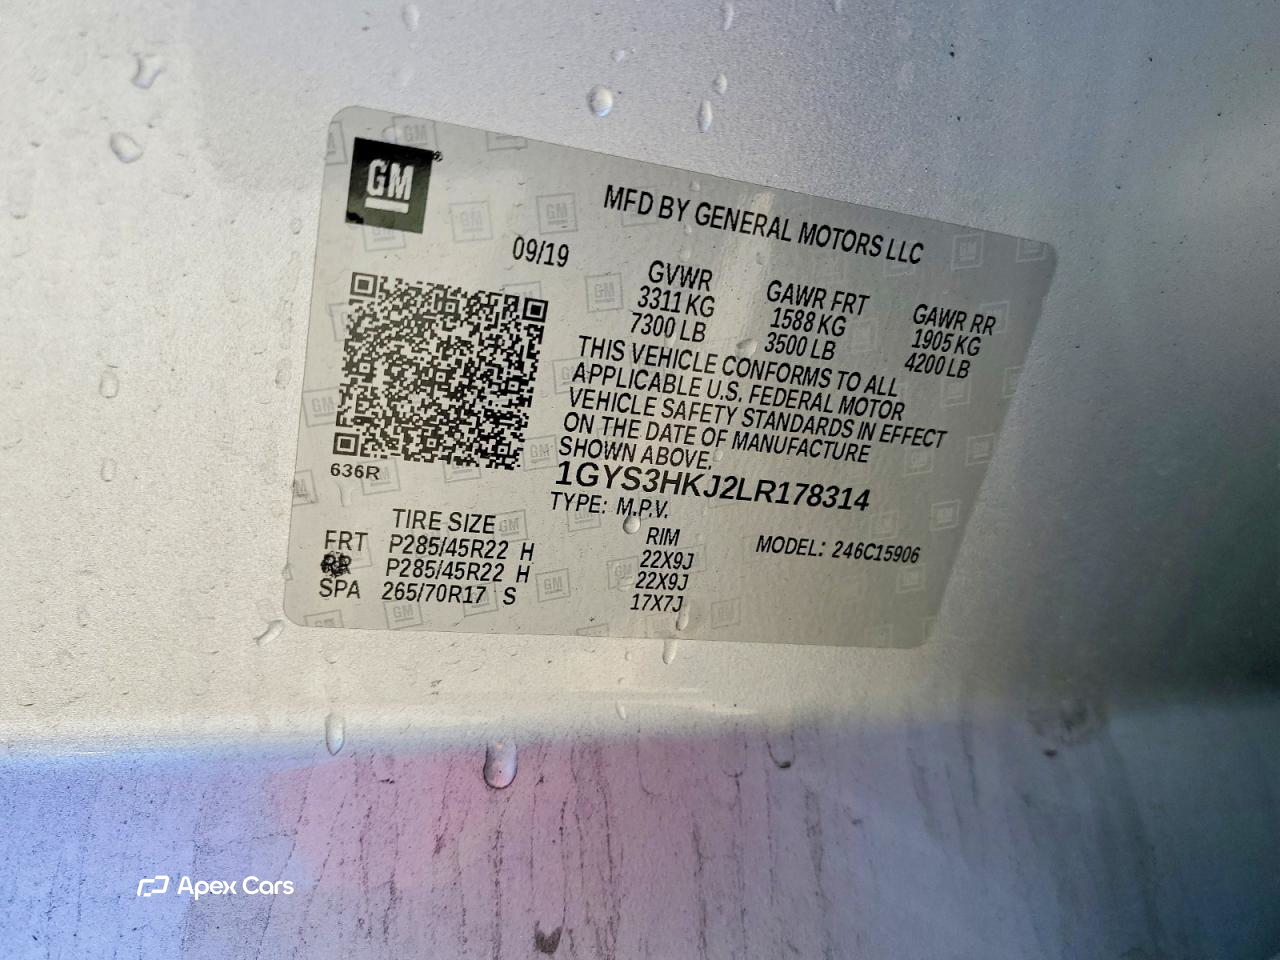 GM
MFD BY GENERAL MOTORS LLC
09/19
GVWR GAWR FRT GAWR RR
3311 KG 1588 KG 1905 KG
7300 LB 3500 LB 4200 LB
THIS VEHICLE CONFORMS TO ALL
APPLICABLE U.S. FEDERAL MOTOR
VEHICLE SAFETY STANDARDS IN EFFECT
ON THE DATE OF MANUFACTURE
SHOWN ABOVE.
636R
1GYS3HKJ2LR178314
TYPE: M.P.V. MODEL: 246C15906
TIRE SIZE RIM
FRT P285/45R22 H 22X9J
RR P285/45R22 H 22X9J
SPA 265/70R17 S 17X7J
Apex Cars